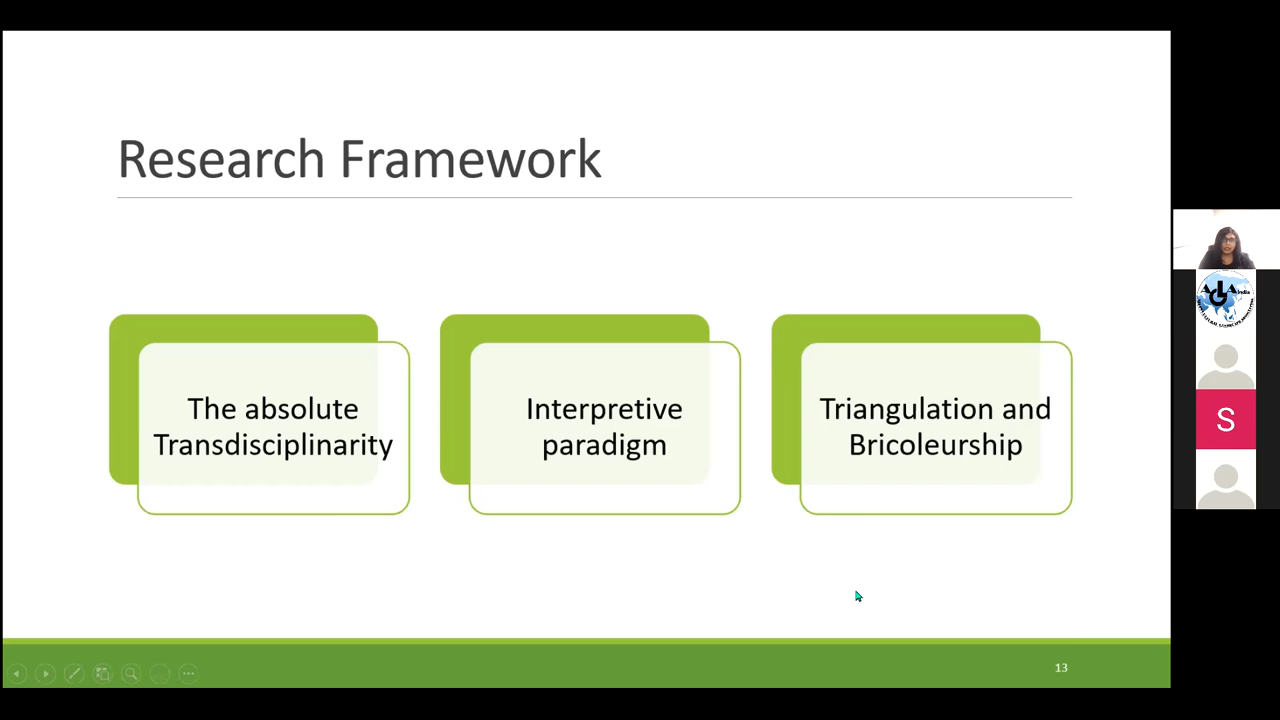 Research Framework
The absolute
Transdisciplinarity
Interpretive
paradigm
Triangulation and
Bricoleurship
13
S